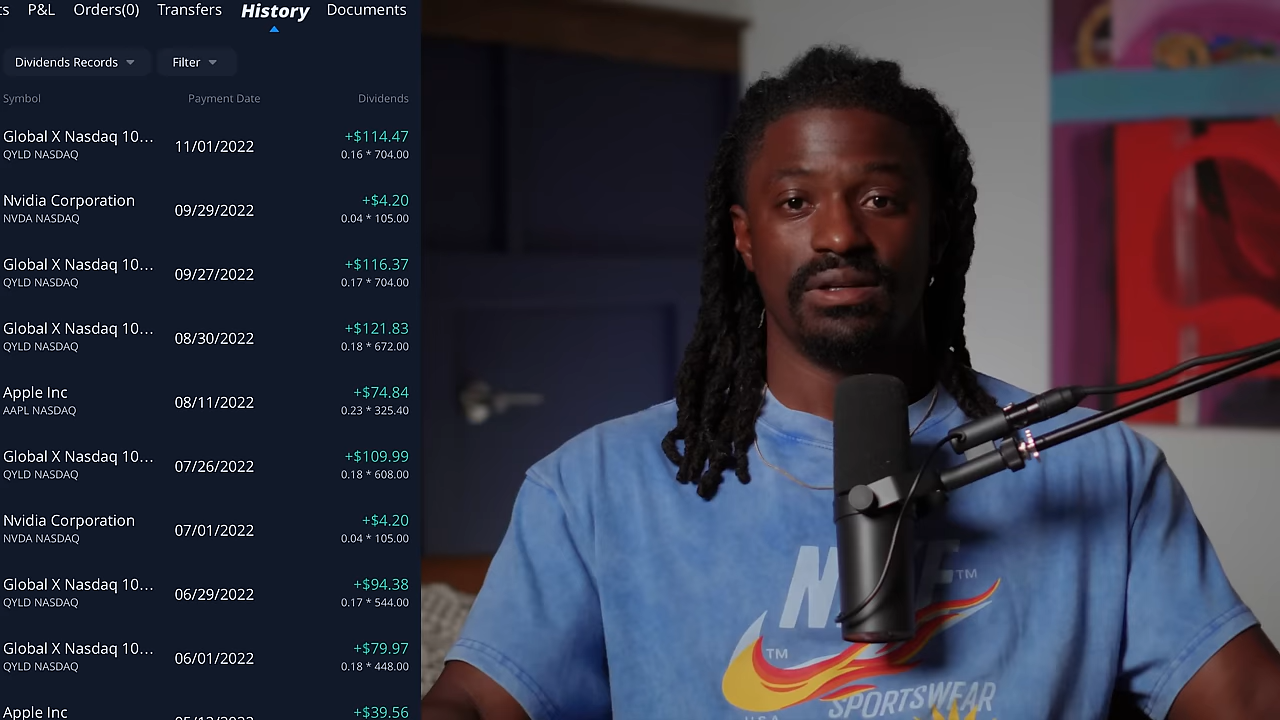 P&L Orders(0) Transfers History Documents
Dividends Records Filter
Symbol Payment Date Dividends
Global X Nasdaq 10... 11/01/2022 +$114.47
QYLD NASDAQ 0.16 * 704.00
Nvidia Corporation 09/29/2022 +$4.20
NVDA NASDAQ 0.04 * 105.00
Global X Nasdaq 10... 09/27/2022 +$116.37
QYLD NASDAQ 0.17 * 704.00
Global X Nasdaq 10... 08/30/2022 +$121.83
QYLD NASDAQ 0.18 * 672.00
Apple Inc 08/11/2022 +$74.84
AAPL NASDAQ 0.23 * 325.40
Global X Nasdaq 10... 07/26/2022 +$109.99
QYLD NASDAQ 0.18 * 608.00
Nvidia Corporation 07/01/2022 +$4.20
NVDA NASDAQ 0.04 * 105.00
Global X Nasdaq 10... 06/29/2022 +$94.38
QYLD NASDAQ 0.17 * 544.00
Global X Nasdaq 10... 06/01/2022 +$79.97
QYLD NASDAQ 0.18 * 448.00
Apple Inc +$39.56
TM
TM
SPORTSWEAR
USA